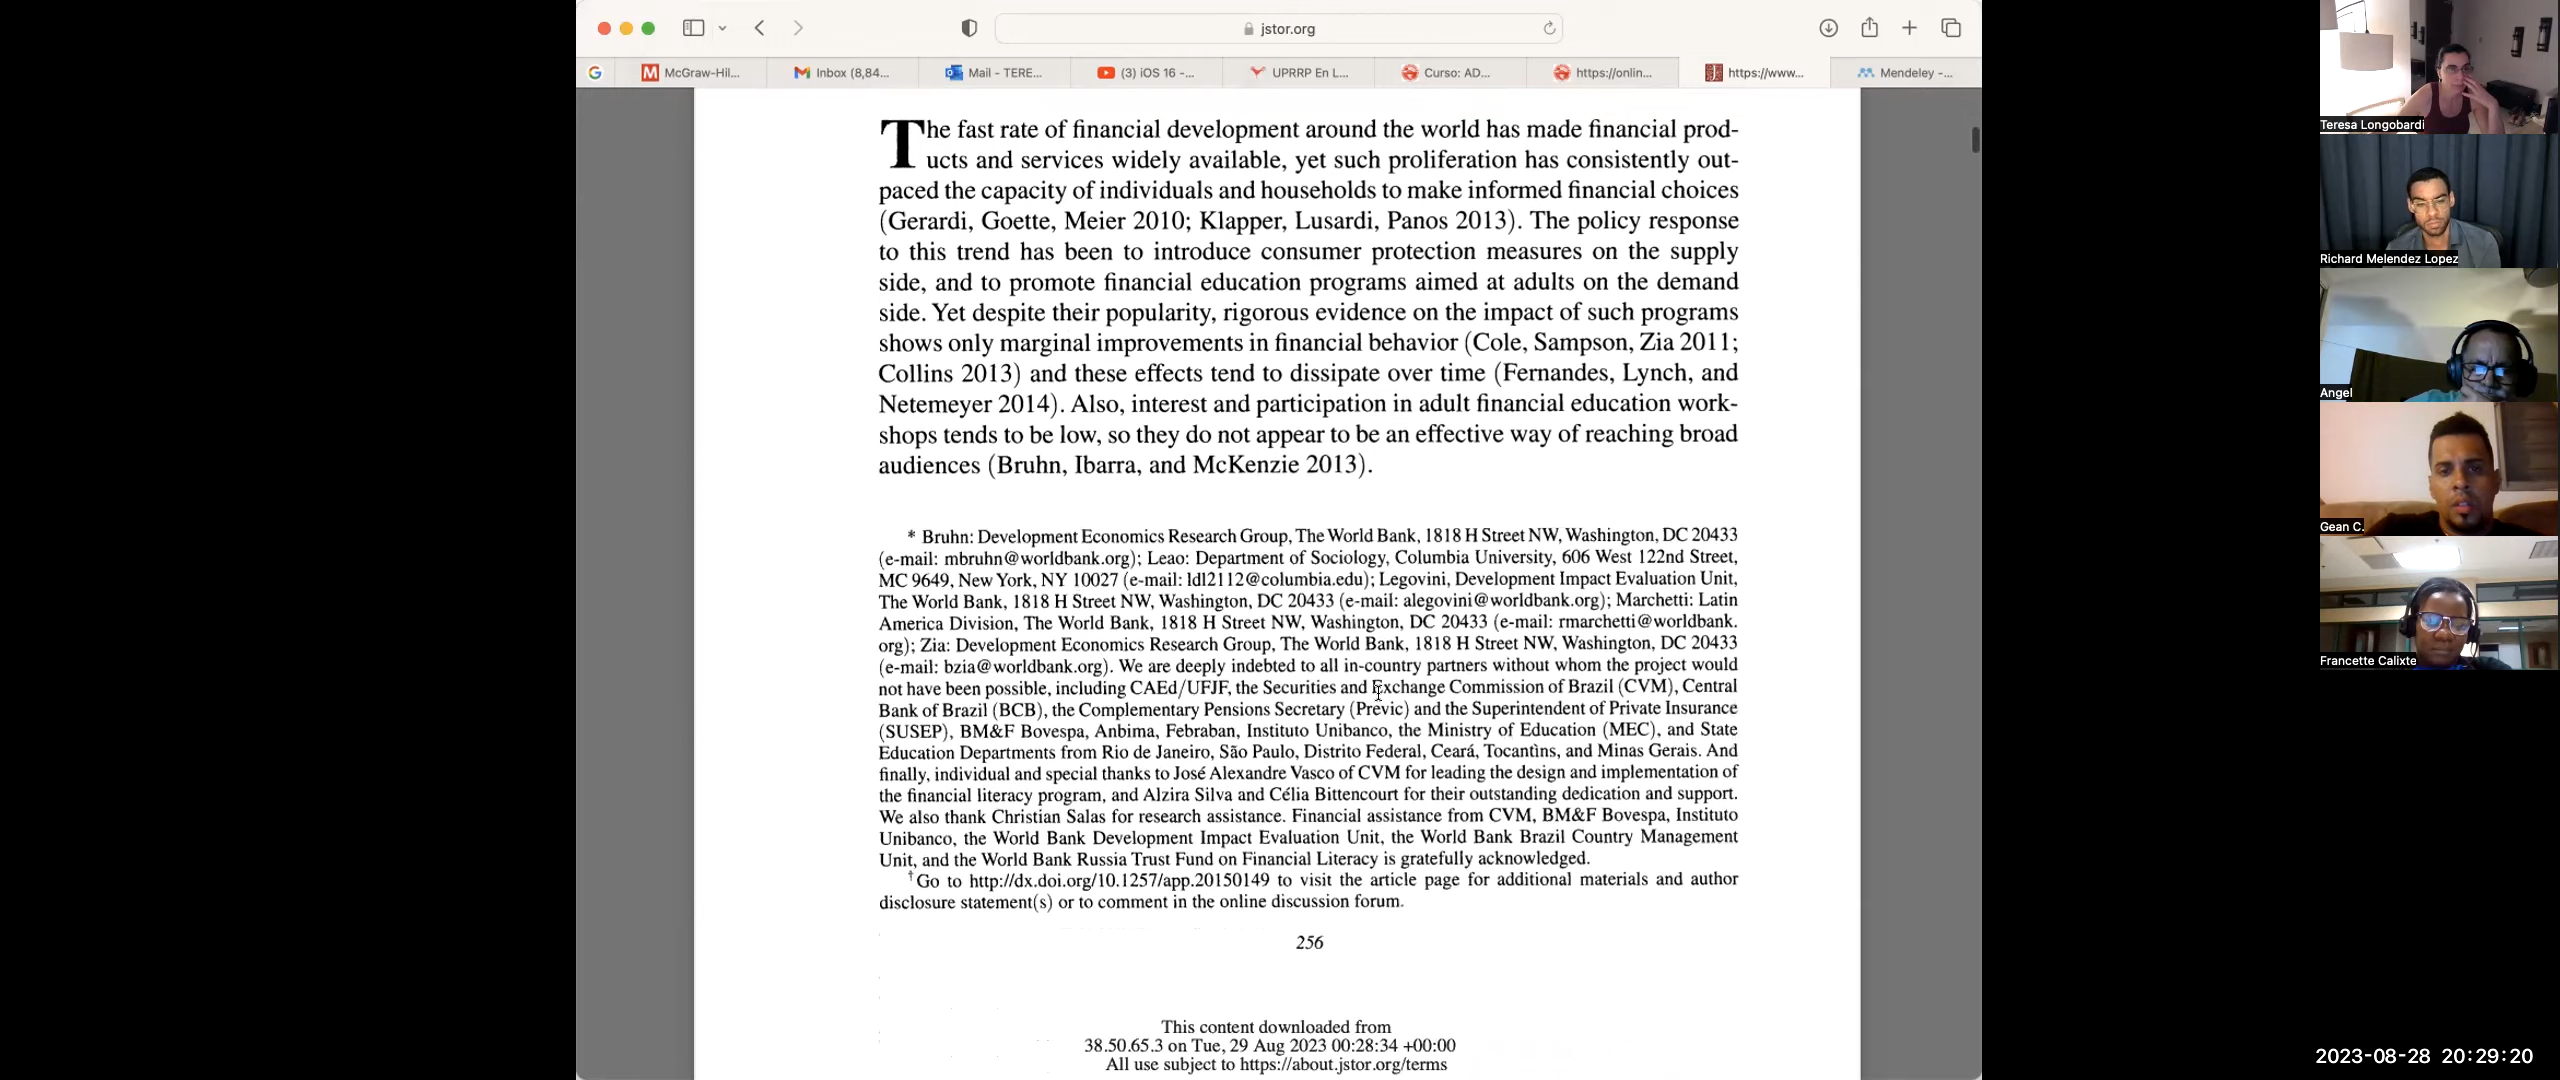 jstor.org
McGraw-Hil...
Inbox (8,84...
Mail - TERE...
(3) iOS 16 -...
UPRRP En L...
Curso: AD...
https://onlin...
https://www...
Mendeley -...
The fast rate of financial development around the world has made financial prod-
ucts and services widely available, yet such proliferation has consistently out-
paced the capacity of individuals and households to make informed financial choices
(Gerardi, Goette, Meier 2010; Klapper, Lusardi, Panos 2013). The policy response
to this trend has been to introduce consumer protection measures on the supply
side, and to promote financial education programs aimed at adults on the demand
side. Yet despite their popularity, rigorous evidence on the impact of such programs
shows only marginal improvements in financial behavior (Cole, Sampson, Zia 2011;
Collins 2013) and these effects tend to dissipate over time (Fernandes, Lynch, and
Netemeyer 2014). Also, interest and participation in adult financial education work-
shops tends to be low, so they do not appear to be an effective way of reaching broad
audiences (Bruhn, Ibarra, and McKenzie 2013).
* Bruhn: Development Economics Research Group, The World Bank, 1818 H Street NW, Washington, DC 20433
(e-mail: mbruhn@worldbank.org); Leao: Department of Sociology, Columbia University, 606 West 122nd Street,
MC 9649, New York, NY 10027 (e-mail: ldl2112@columbia.edu); Legovini, Development Impact Evaluation Unit,
The World Bank, 1818 H Street NW, Washington, DC 20433 (e-mail: alegovini@worldbank.org); Marchetti: Latin
America Division, The World Bank, 1818 H Street NW, Washington, DC 20433 (e-mail: rmarchetti@worldbank.
org); Zia: Development Economics Research Group, The World Bank, 1818 H Street NW, Washington, DC 20433
(e-mail: bzia@worldbank.org). We are deeply indebted to all in-country partners without whom the project would
not have been possible, including CAEd/UFJF, the Securities and Exchange Commission of Brazil (CVM), Central
Bank of Brazil (BCB), the Complementary Pensions Secretary (Previc) and the Superintendent of Private Insurance
(SUSEP), BM&F Bovespa, Anbima, Febraban, Instituto Unibanco, the Ministry of Education (MEC), and State
Education Departments from Rio de Janeiro, São Paulo, Distrito Federal, Ceará, Tocantìns, and Minas Gerais. And
finally, individual and special thanks to José Alexandre Vasco of CVM for leading the design and implementation of
the financial literacy program, and Alzira Silva and Célia Bittencourt for their outstanding dedication and support.
We also thank Christian Salas for research assistance. Financial assistance from CVM, BM&F Bovespa, Instituto
Unibanco, the World Bank Development Impact Evaluation Unit, the World Bank Brazil Country Management
Unit, and the World Bank Russia Trust Fund on Financial Literacy is gratefully acknowledged.
† Go to http://dx.doi.org/10.1257/app.20150149 to visit the article page for additional materials and author
disclosure statement(s) or to comment in the online discussion forum.
256
This content downloaded from
38.50.65.3 on Tue, 29 Aug 2023 00:28:34 +00:00
All use subject to https://about.jstor.org/terms
Teresa Longobardi
Richard Melendez Lopez
Angel
Gean C.
Francette Calixte
2023-08-28 20:29:20